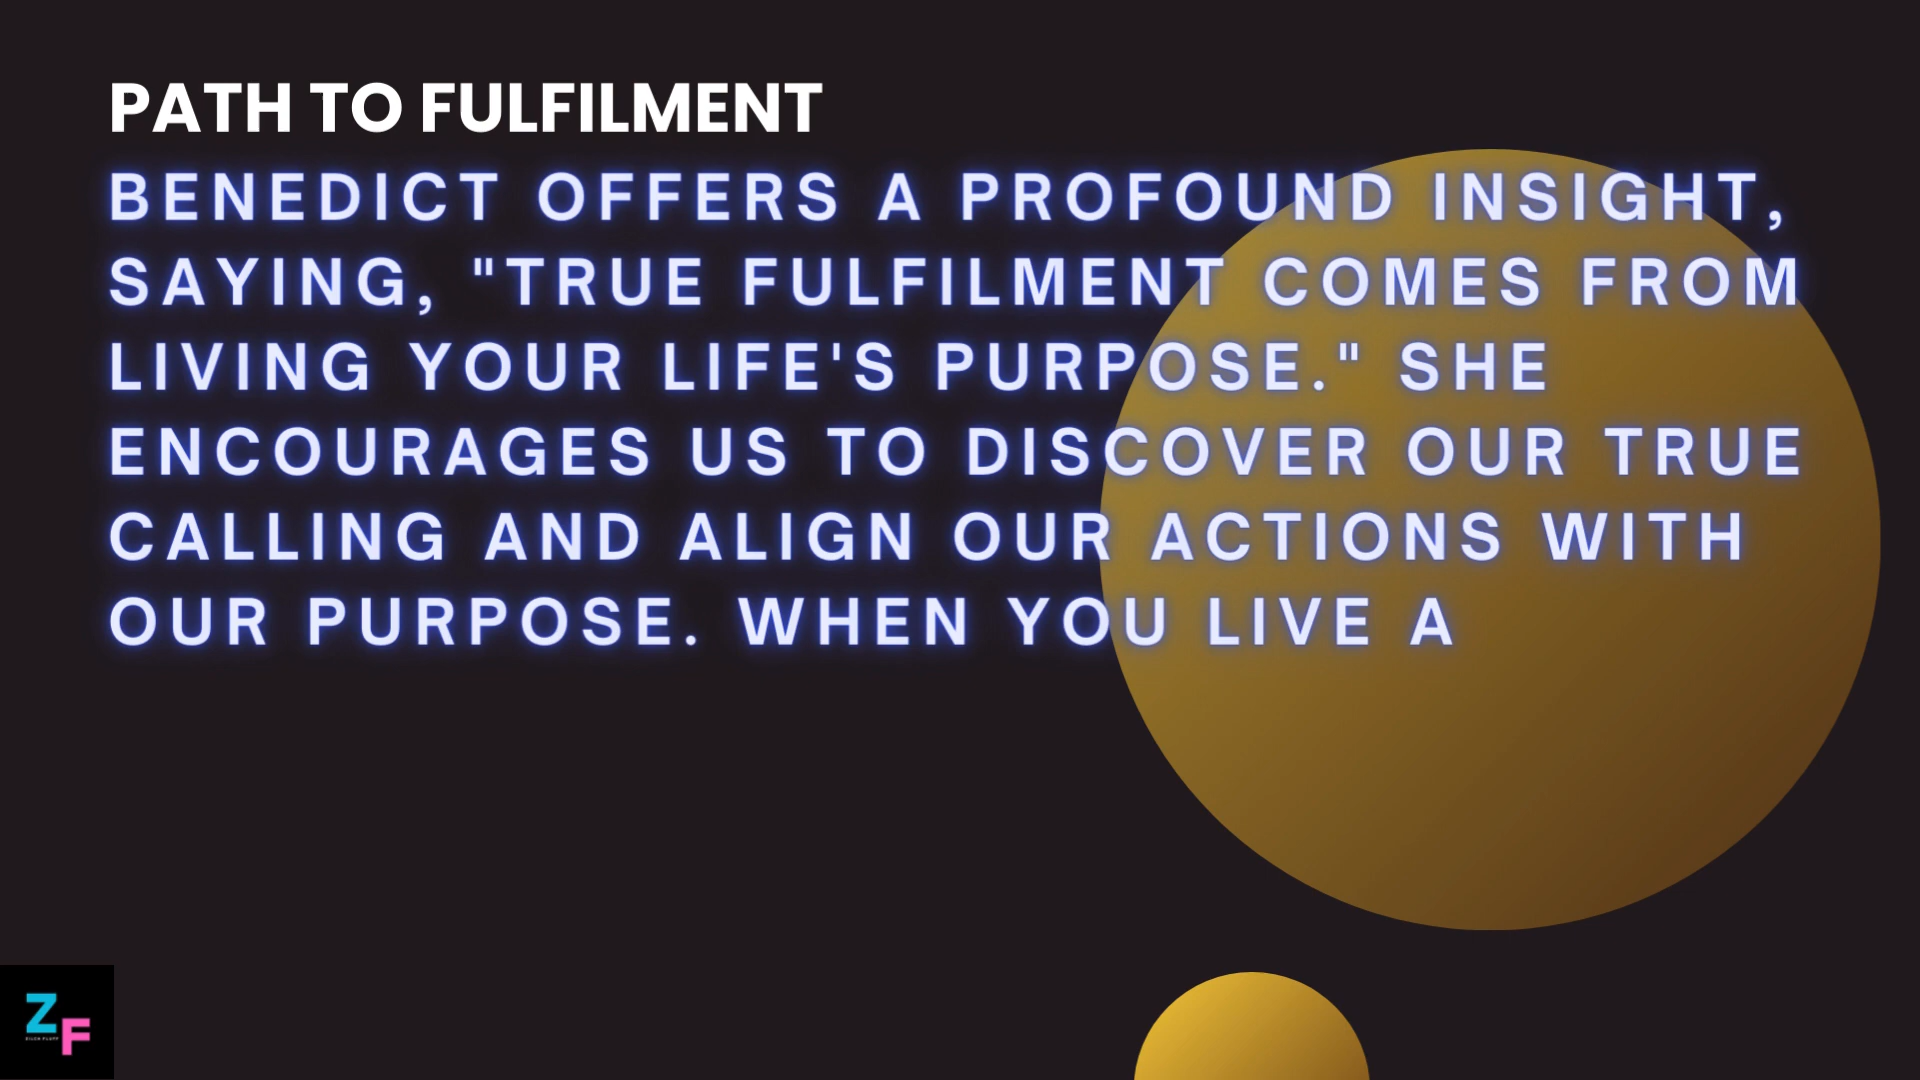 PATH TO FULFILMENT
BENEDICT OFFERS A PROFOUND INSIGHT,
SAYING, "TRUE FULFILMENT COMES FROM
LIVING YOUR LIFE'S PURPOSE." SHE
ENCOURAGES US TO DISCOVER OUR TRUE
CALLING AND ALIGN OUR ACTIONS WITH
OUR PURPOSE. WHEN YOU LIVE A
Z
F